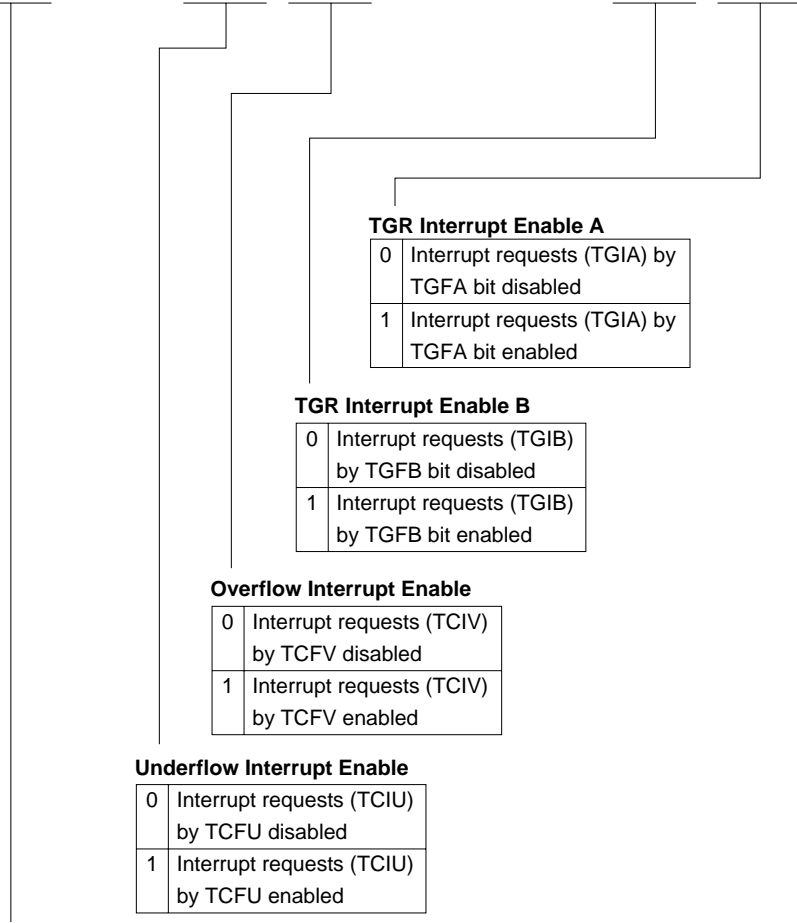 TGR Interrupt Enable A
0 Interrupt requests (TGIA) by
TGFA bit disabled
1 Interrupt requests (TGIA) by
TGFA bit enabled
TGR Interrupt Enable B
0 Interrupt requests (TGIB)
by TGFB bit disabled
1 Interrupt requests (TGIB)
by TGFB bit enabled
Overflow Interrupt Enable
0 Interrupt requests (TCIV)
by TCFV disabled
1 Interrupt requests (TCIV)
by TCFV enabled
Underflow Interrupt Enable
0 Interrupt requests (TCIU)
by TCFU disabled
1 Interrupt requests (TCIU)
by TCFU enabled